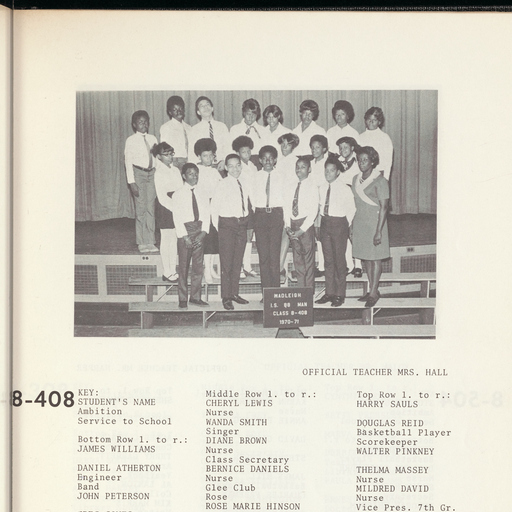 WADLEIGH
I.S. 88 MAN
CLASS 8-408
1970-71
OFFICIAL TEACHER MRS. HALL
8-408
KEY:
STUDENT'S NAME
Ambition
Service to School
Bottom Row l. to r.:
JAMES WILLIAMS
DANIEL ATHERTON
Engineer
Band
JOHN PETERSON
Middle Row l. to r.:
CHERYL LEWIS
Nurse
WANDA SMITH
Singer
DIANE BROWN
Nurse
Class Secretary
BERNICE DANIELS
Nurse
Glee Club
Rose
ROSE MARIE HINSON
Top Row l. to r.:
HARRY SAULS
DOUGLAS REID
Basketball Player
Scorekeeper
WALTER PINKNEY
THELMA MASSEY
Nurse
MILDRED DAVID
Nurse
Vice Pres. 7th Gr.